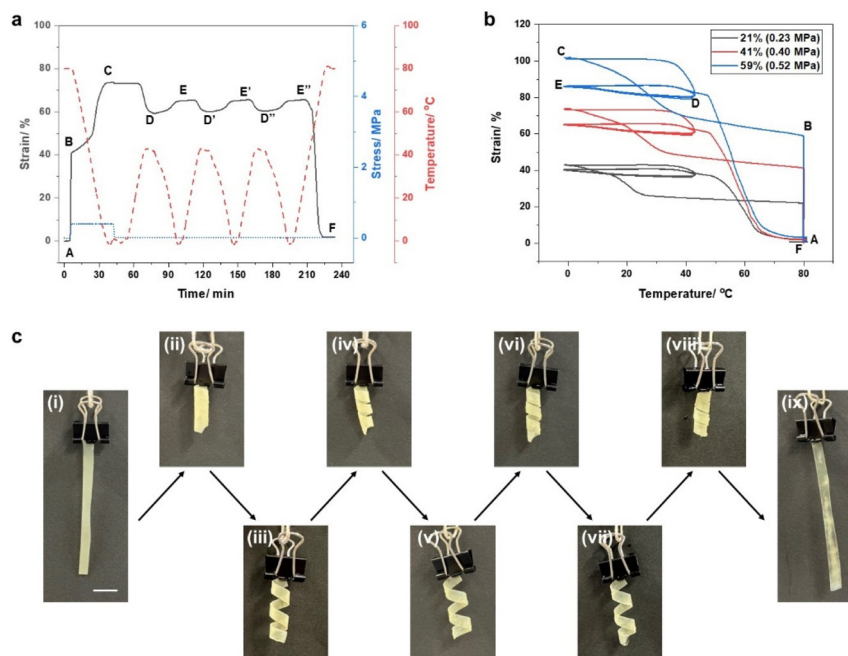 a
100
80
60
40
20
0
Strain/ %
A
B
C
D
E
D'
E'
D''
E''
F
0 30 60 90 120 150 180 210 240
Time/ min
6
5
4
3
2
1
0
Stress/ MPa
100
80
60
40
20
0
Temperature/ °C
b
120
100
80
60
40
20
0
Strain/ %
21% (0.23 MPa)
41% (0.40 MPa)
59% (0.52 MPa)
C
E
D
B
A
F
0 20 40 60 80
Temperature/ °C
c
(i)
(ii)
(iii)
(iv)
(v)
(vi)
(vii)
(viii)
(ix)